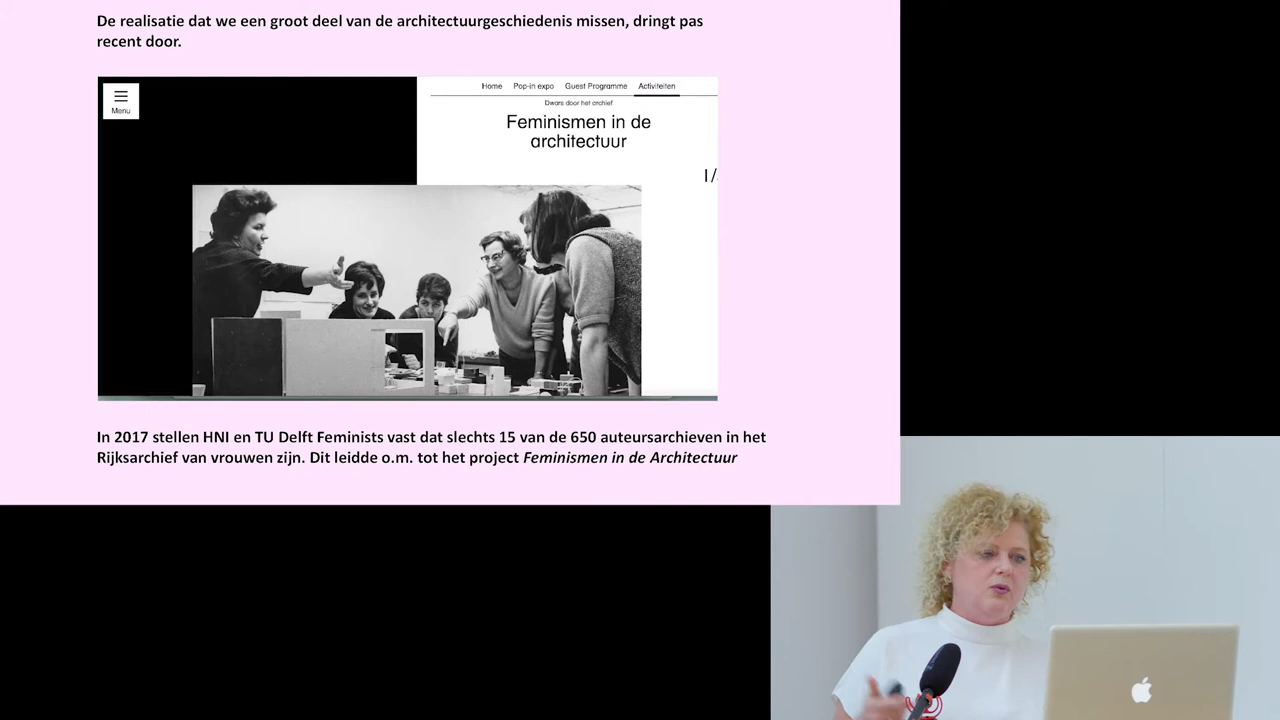 De realisatie dat we een groot deel van de architectuurgeschiedenis missen, dringt pas
recent door.
Menu
Home Pop-in expo Guest Programme Activiteiten
Dwars door het archief
Feminismen in de
architectuur
1/
In 2017 stellen HNI en TU Delft Feminists vast dat slechts 15 van de 650 auteursarchieven in het
Rijksarchief van vrouwen zijn. Dit leidde o.m. tot het project Feminismen in de Architectuur